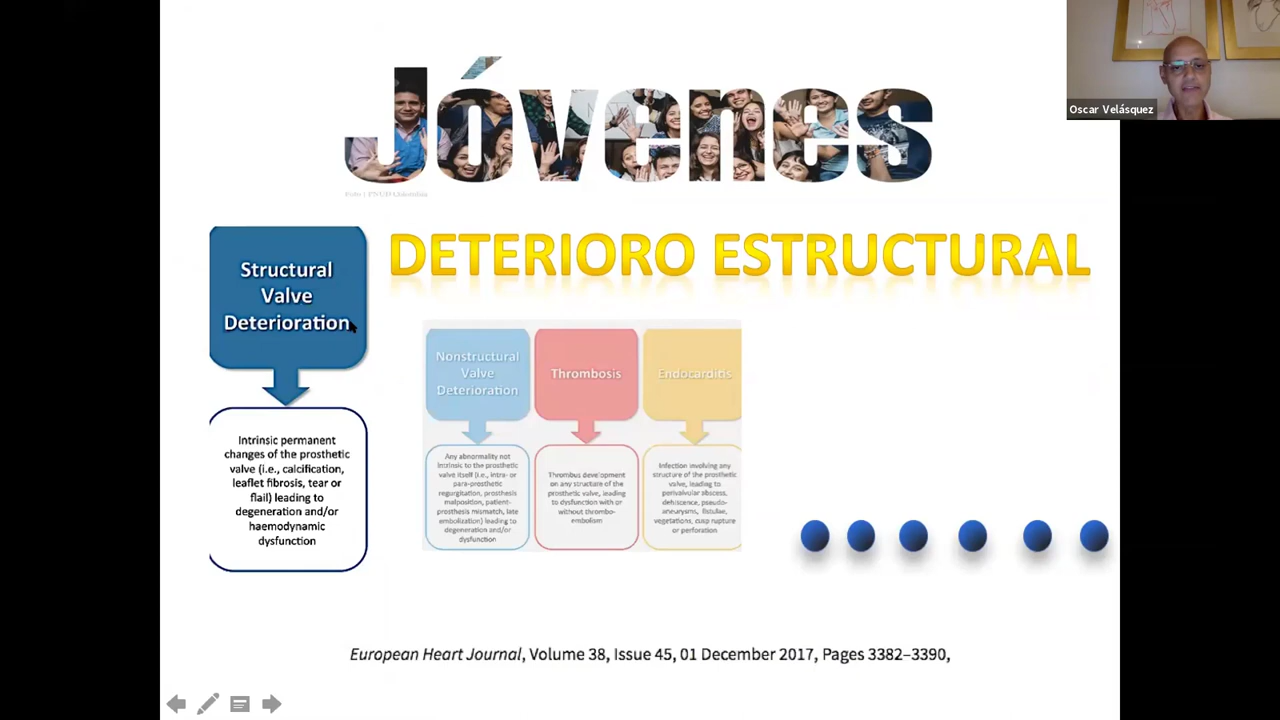 Jóvenes
Foto | PNUD Colombia
Oscar Velásquez
DETERIORO ESTRUCTURAL
Structural
Valve
Deterioration
Intrinsic permanent
changes of the prosthetic
valve (i.e., calcification,
leaflet fibrosis, tear or
flail) leading to
degeneration and/or
haemodynamic
dysfunction
Nonstructural
Valve
Deterioration
Any abnormality not
intrinsic to the prosthetic
valve itself (i.e., intra- or
para-prosthetic
regurgitation, prosthesis
malposition, patient-
prosthesis mismatch, late
embolization) leading to
degeneration and/or
dysfunction
Thrombosis
Thrombus development
on any structure of the
prosthetic valve, leading
to dysfunction with or
without thrombo-
embolism
Endocarditis
Infection involving any
structure of the prosthetic
valve, leading to
perivalvular abscess,
dehiscence, pseudo-
aneurysms, fistulae,
vegetations, cusp rupture
or perforation
European Heart Journal, Volume 38, Issue 45, 01 December 2017, Pages 3382–3390,